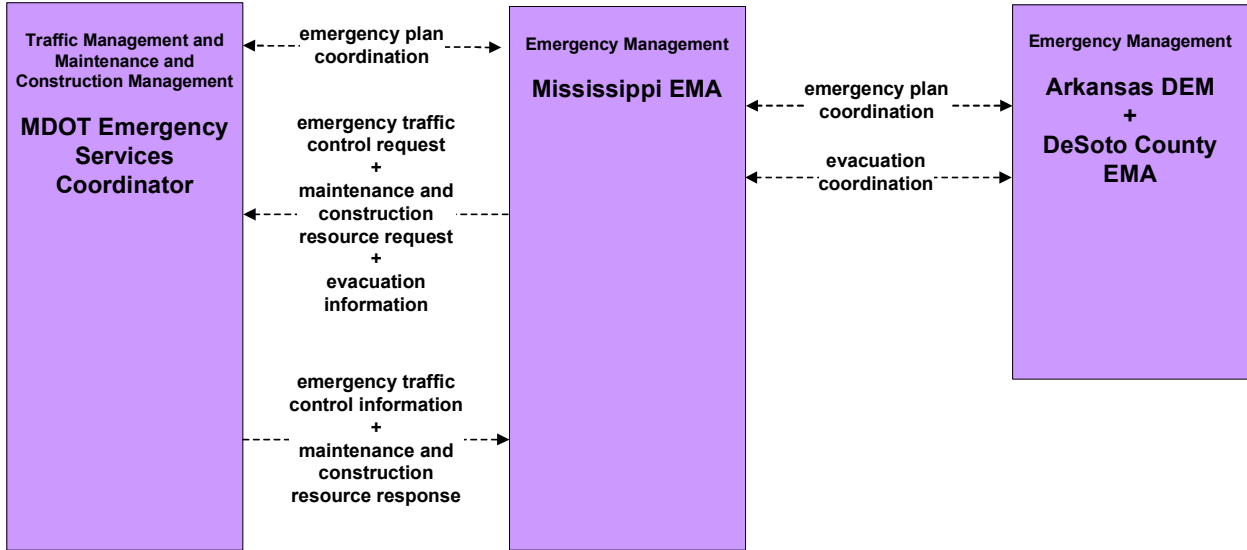 Traffic Management and
Maintenance and
Construction Management
MDOT Emergency
Services
Coordinator
emergency plan
coordination
emergency traffic
control request
+
maintenance and
construction
resource request
+
evacuation
information
emergency traffic
control information
+
maintenance and
construction
resource response
Emergency Management
Mississippi EMA
emergency plan
coordination
evacuation
coordination
Emergency Management
Arkansas DEM
+
DeSoto County
EMA